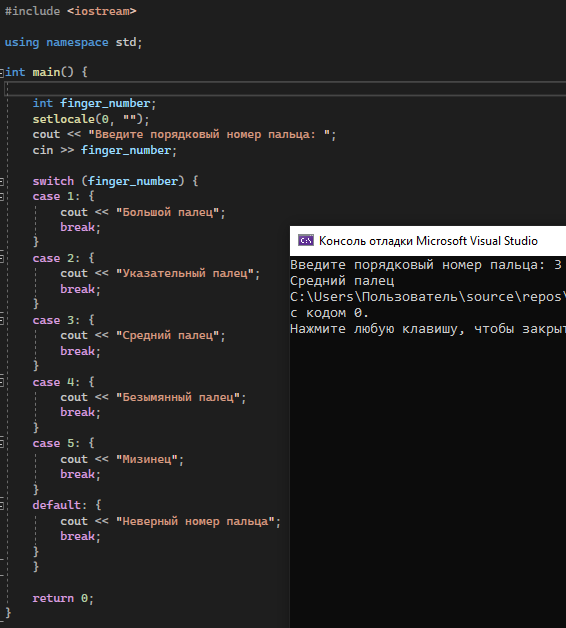 #include <iostream>
using namespace std;
int main() {
int finger_number;
setlocale(0, "");
cout << "Введите порядковый номер пальца: ";
cin >> finger_number;
switch (finger_number) {
case 1: {
cout << "Большой палец";
break;
}
case 2: {
cout << "Указательный палец";
break;
}
case 3: {
cout << "Средний палец";
break;
}
case 4: {
cout << "Безымянный палец";
break;
}
case 5: {
cout << "Мизинец";
break;
}
default: {
cout << "Неверный номер пальца";
break;
}
}
return 0;
}
Консоль отладки Microsoft Visual Studio
Введите порядковый номер пальца: 3
Средний палец
C:\Users\Пользователь\source\repos\
с кодом 0.
Нажмите любую клавишу, чтобы закрыт